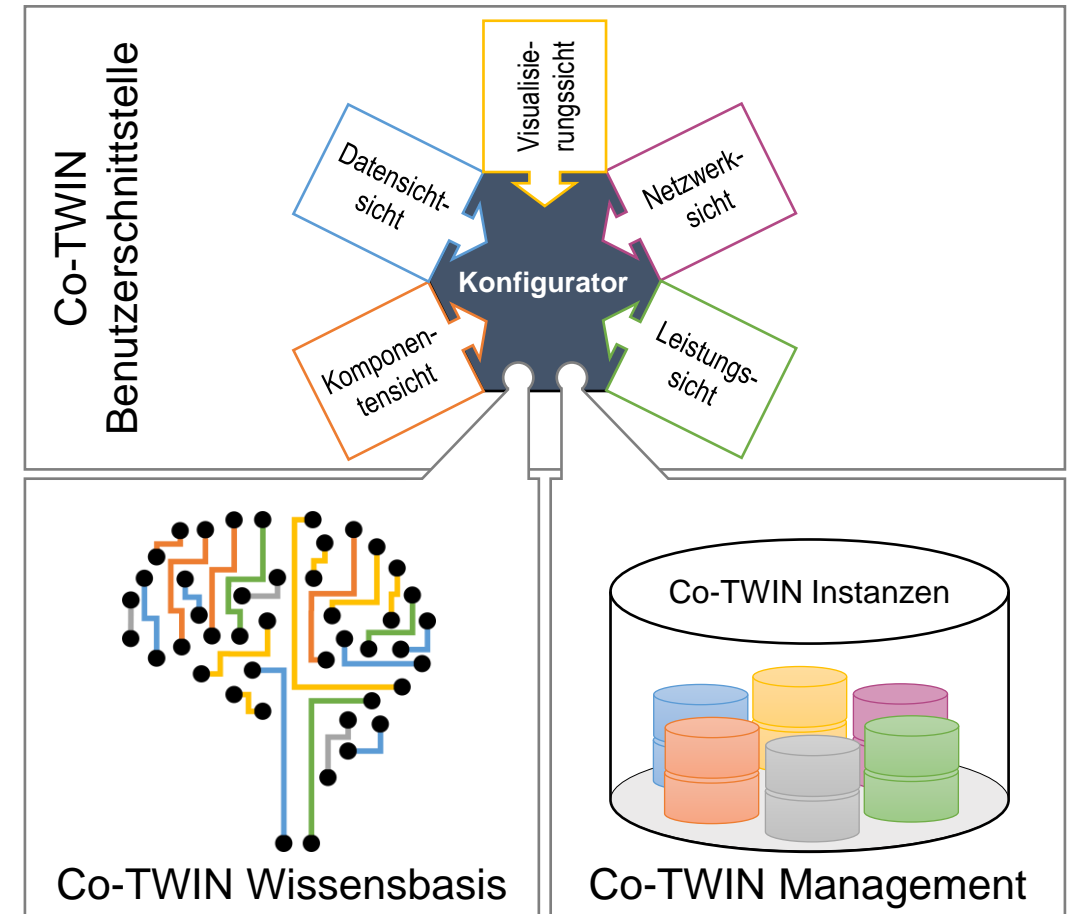 Co-TWIN
Benutzerschnittstelle
Visualisie-
rungssicht
Datensicht-
sicht
Netzwerk-
sicht
Konfigurator
Komponen-
tensicht
Leistungs-
sicht
Co-TWIN Instanzen
Co-TWIN Wissensbasis
Co-TWIN Management